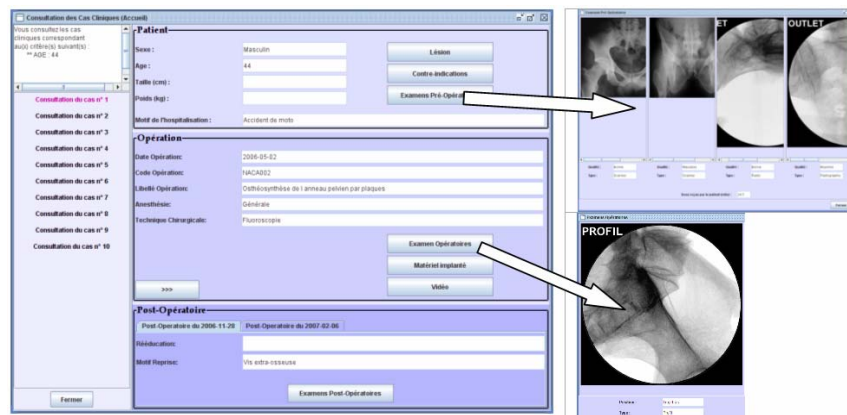 Consultation des Cas Cliniques (Accueil)
Vous consultez les cas
cliniques correspondant
au(x) critère(s) suivant(s) :
** AGE : 44
Consultation du cas n° 1
Consultation du cas n° 2
Consultation du cas n° 3
Consultation du cas n° 4
Consultation du cas n° 5
Consultation du cas n° 6
Consultation du cas n° 7
Consultation du cas n° 8
Consultation du cas n° 9
Consultation du cas n° 10
Fermer
Patient
Sexe : Masculin
Age : 44
Taille (cm) :
Poids (kg) :
Motif de l'hospitalisation : Accident de moto
Lésion
Contre-indications
Examens Pré-Opérat
Opération
Date Opération: 2006-05-02
Code Opération: NACA002
Libellé Opération: Osthéosynthèse de l anneau pelvien par plaques
Anesthésie: Générale
Technique Chirurgicale: Fluoroscopie
Examen Opératoires
Matériel implanté
Vidéo
>>>
Post-Opératoire
Post-Operatoire du 2006-11-28 Post-Operatoire du 2007-02-06
Rééducation:
Motif Reprise: Vis extra-osseuse
Examens Post-Opératoires
ET
OUTLET
PROFIL